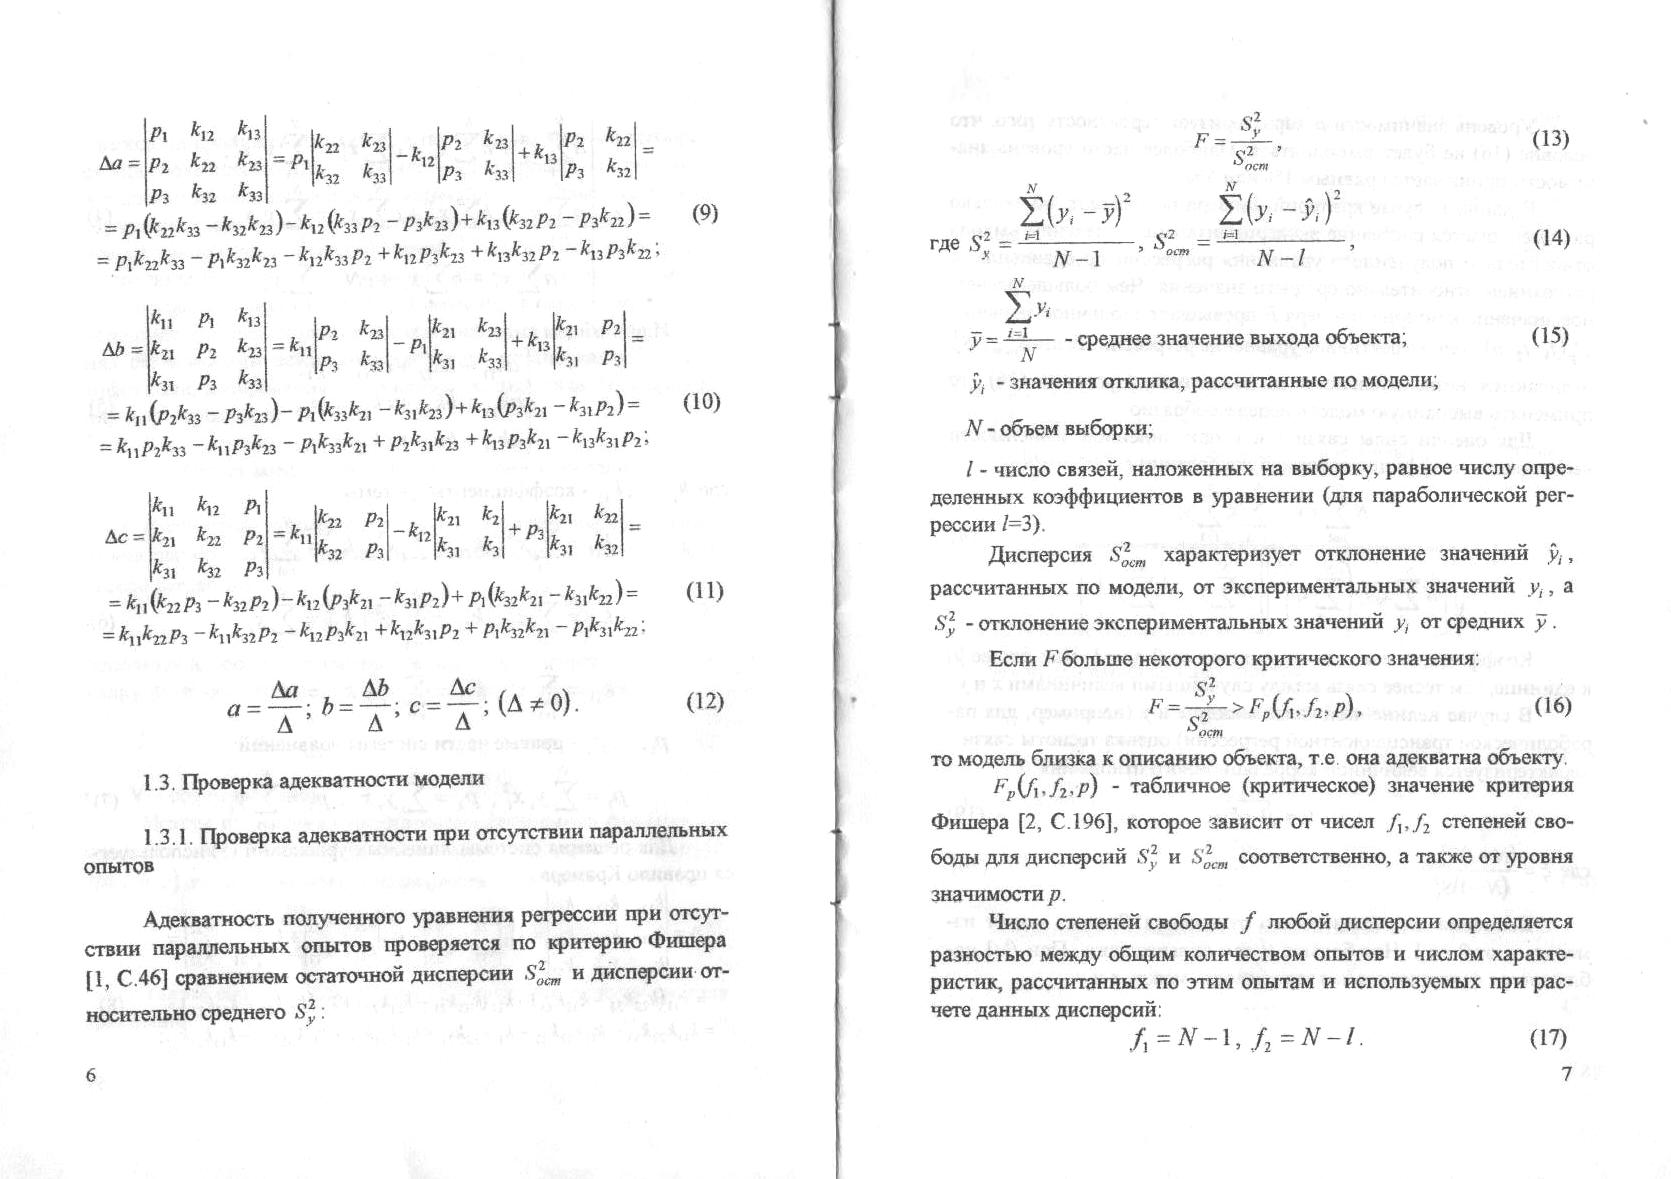 Δa = |p₁ k₁₂ k₁₃; p₂ k₂₂ k₂₃; p₃ k₃₂ k₃₃| = p₁ |k₂₂ k₂₃; k₃₂ k₃₃| − k₁₂ |p₂ k₂₃; p₃ k₃₃| + k₁₃ |p₂ k₂₂; p₃ k₃₂| =
= p₁(k₂₂k₃₃ − k₃₂k₂₃) − k₁₂(k₃₃p₂ − p₃k₂₃) + k₁₃(k₃₂p₂ − p₃k₂₂) = (9)
= p₁k₂₂k₃₃ − p₁k₃₂k₂₃ − k₁₂k₃₃p₂ + k₁₂p₃k₂₃ + k₁₃k₃₂p₂ − k₁₃p₃k₂₂;
Δb = |k₁₁ p₁ k₁₃; k₂₁ p₂ k₂₃; k₃₁ p₃ k₃₃| = k₁₁ |p₂ k₂₃; p₃ k₃₃| − p₁ |k₂₁ k₂₃; k₃₁ k₃₃| + k₁₃ |k₂₁ p₂; k₃₁ p₃| =
= k₁₁(p₂k₃₃ − p₃k₂₃) − p₁(k₃₃k₂₁ − k₃₁k₂₃) + k₁₃(p₃k₂₁ − k₃₁p₂) = (10)
= k₁₁p₂k₃₃ − k₁₁p₃k₂₃ − p₁k₃₃k₂₁ + p₂k₃₁k₂₃ + k₁₃p₃k₂₁ − k₁₃k₃₁p₂;
Δc = |k₁₁ k₁₂ p₁; k₂₁ k₂₂ p₂; k₃₁ k₃₂ p₃| = k₁₁ |k₂₂ p₂; k₃₂ p₃| − k₁₂ |k₂₁ k₂; k₃₁ k₃| + p₃ |k₂₁ k₂₂; k₃₁ k₃₂| =
= k₁₁(k₂₂p₃ − k₃₂p₂) − k₁₂(p₃k₂₁ − k₃₁p₂) + p₁(k₃₂k₂₁ − k₃₁k₂₂) = (11)
= k₁₁k₂₂p₃ − k₁₁k₃₂p₂ − k₁₂p₃k₂₁ + k₁₂k₃₁p₂ + p₁k₃₂k₂₁ − p₁k₃₁k₂₂;
a = Δa/Δ; b = Δb/Δ; c = Δc/Δ; (Δ ≠ 0). (12)
1.3. Проверка адекватности модели
1.3.1. Проверка адекватности при отсутствии параллельных
опытов
Адекватность полученного уравнения регрессии при отсут-
ствии параллельных опытов проверяется по критерию Фишера
[1, С.46] сравнением остаточной дисперсии S²ост и дисперсии от-
носительно среднего S²y :
6
F = S²y / S²ост , (13)
где S²y = ∑ᵢ₌₁ᴺ(yᵢ − ȳ)² / (N − 1) , S²ост = ∑ᵢ₌₁ᴺ(yᵢ − ŷᵢ)² / (N − l) , (14)
ȳ = ∑ᵢ₌₁ᴺ yᵢ / N - среднее значение выхода объекта; (15)
ŷᵢ - значения отклика, рассчитанные по модели;
N - объем выборки;
l - число связей, наложенных на выборку, равное числу опре-
деленных коэффициентов в уравнении (для параболической рег-
рессии l=3).
Дисперсия S²ост характеризует отклонение значений ŷᵢ ,
рассчитанных по модели, от экспериментальных значений yᵢ , а
S²y - отклонение экспериментальных значений yᵢ от средних ȳ .
Если F больше некоторого критического значения:
F = S²y / S²ост > Fₚ(f₁, f₂, p), (16)
то модель близка к описанию объекта, т.е. она адекватна объекту.
Fₚ(f₁, f₂, p) - табличное (критическое) значение критерия
Фишера [2, С.196], которое зависит от чисел f₁, f₂ степеней сво-
боды для дисперсий S²y и S²ост соответственно, а также от уровня
значимости p.
Число степеней свободы f любой дисперсии определяется
разностью между общим количеством опытов и числом характе-
ристик, рассчитанных по этим опытам и используемых при рас-
чете данных дисперсий:
f₁ = N − 1, f₂ = N − l. (17)
7